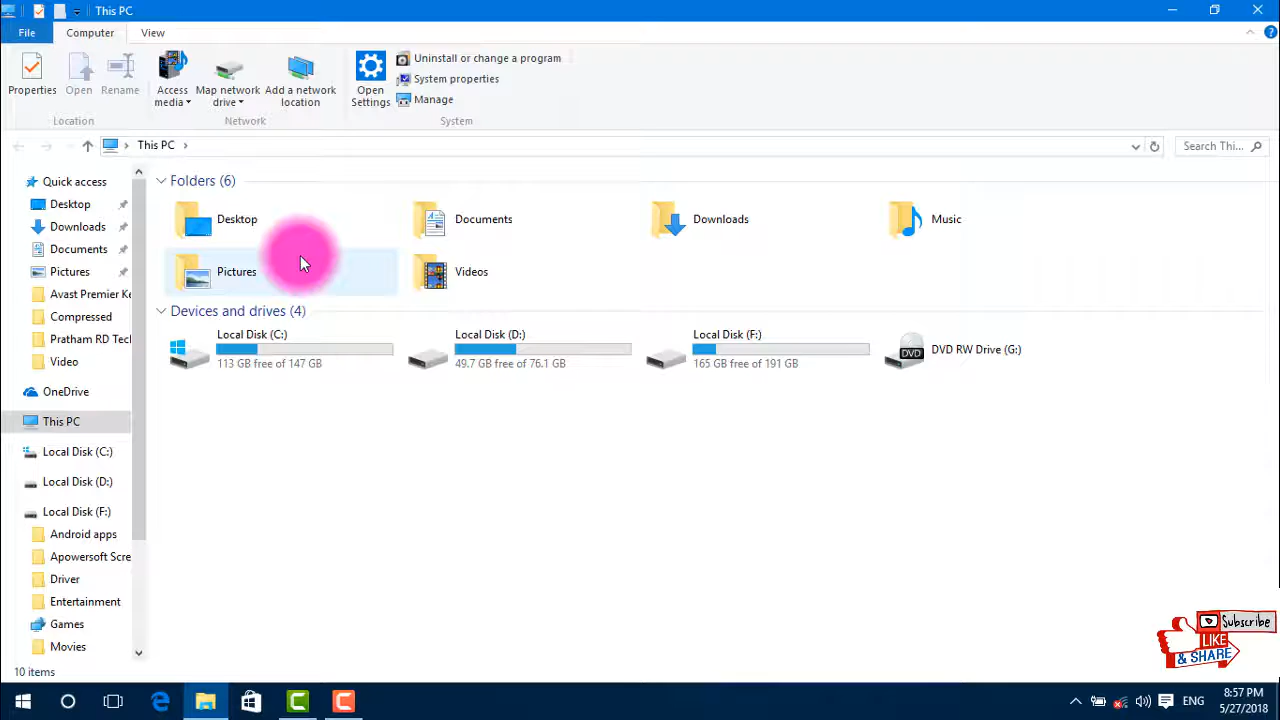 This PC
File
Computer
View
Properties
Open
Rename
Access media
Map network drive
Add a network location
Open Settings
Uninstall or change a program
System properties
Manage
Location
Network
System
This PC
Search Thi...
Quick access
Desktop
Downloads
Documents
Pictures
Avast Premier Ke
Compressed
Pratham RD Tech
Video
OneDrive
This PC
Local Disk (C:)
Local Disk (D:)
Local Disk (F:)
Android apps
Apowersoft Scre
Driver
Entertainment
Games
Movies
Folders (6)
Desktop
Documents
Downloads
Music
Pictures
Videos
Devices and drives (4)
Local Disk (C:)
113 GB free of 147 GB
Local Disk (D:)
49.7 GB free of 76.1 GB
Local Disk (F:)
165 GB free of 191 GB
DVD
DVD RW Drive (G:)
Subscribe
LIKE
& SHARE
10 items
ENG
8:57 PM
5/27/2018